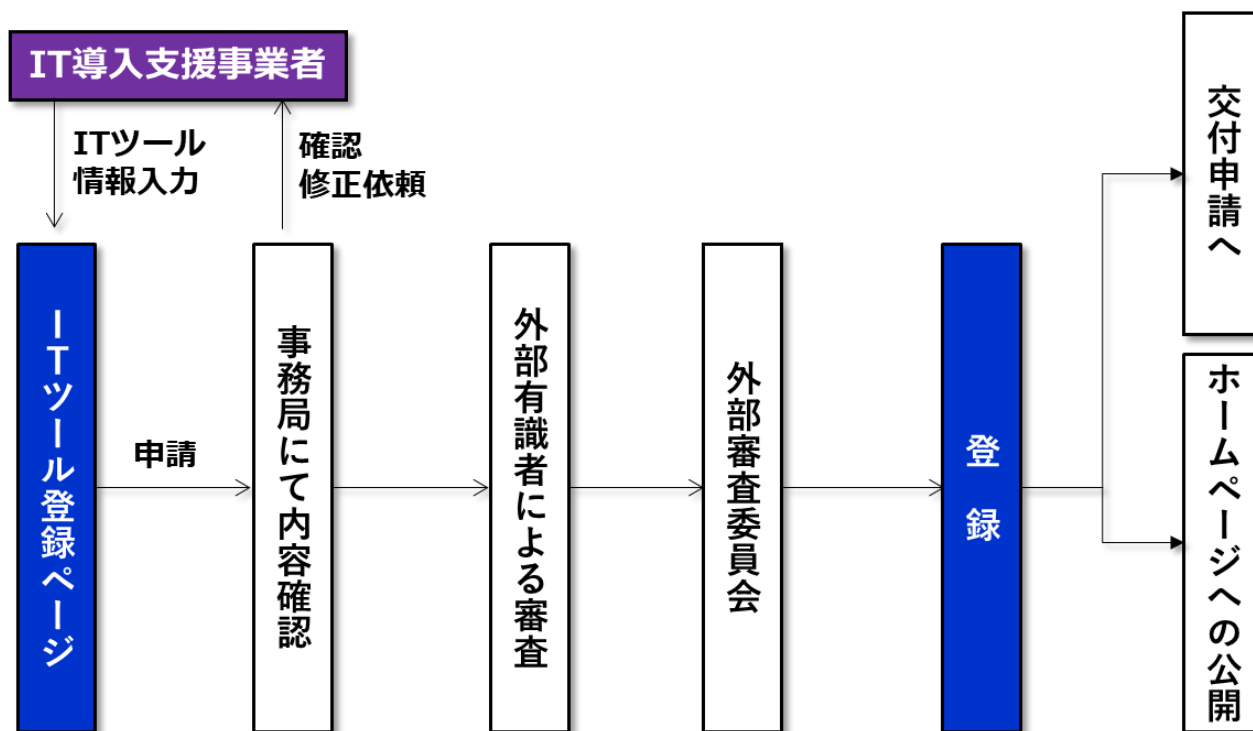 IT導入支援事業者
ITツール
情報入力
確認
修正依頼
ITツール登録ページ
申請
事務局にて内容確認
外部有識者による審査
外部審査委員会
登録
交付申請へ
ホームページへの公開